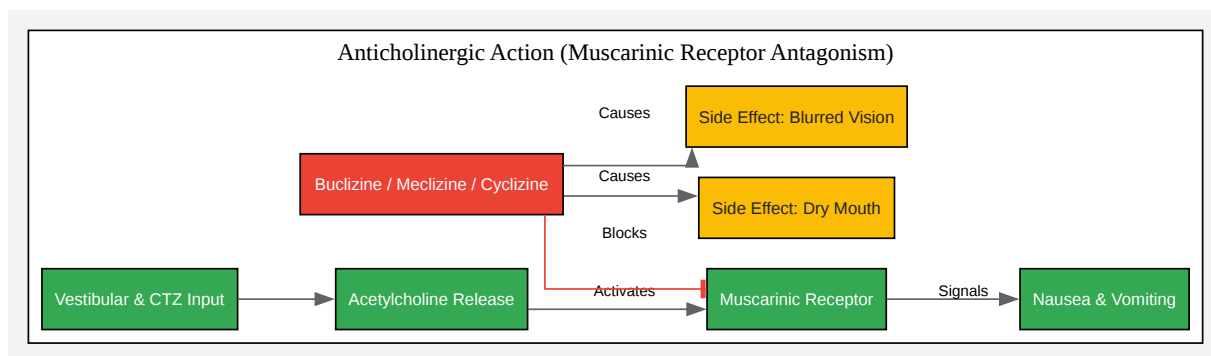 Anticholinergic Action (Muscarinic Receptor Antagonism)
Causes
Side Effect: Blurred Vision
Buclizine / Meclizine / Cyclizine
Causes
Side Effect: Dry Mouth
Blocks
Vestibular & CTZ Input
Acetylcholine Release
Activates
Muscarinic Receptor
Signals
Nausea & Vomiting